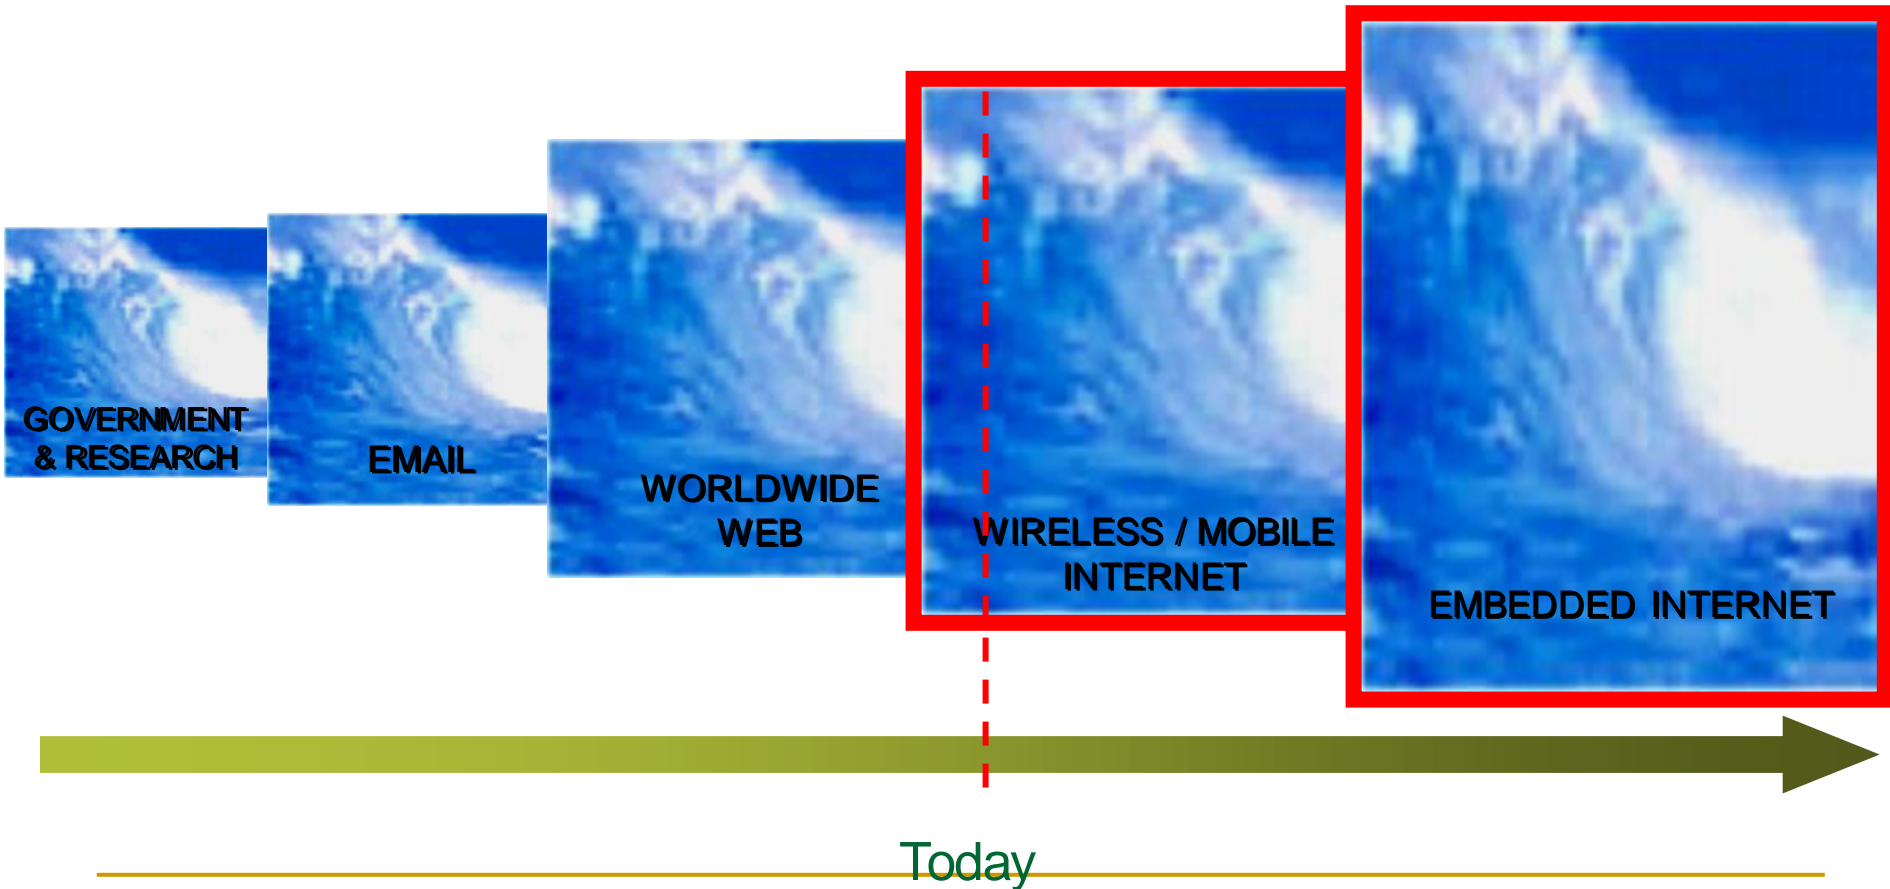 GOVERNMENT
& RESEARCH
EMAIL
WORLDWIDE
WEB
WIRELESS / MOBILE
INTERNET
EMBEDDED INTERNET
Today